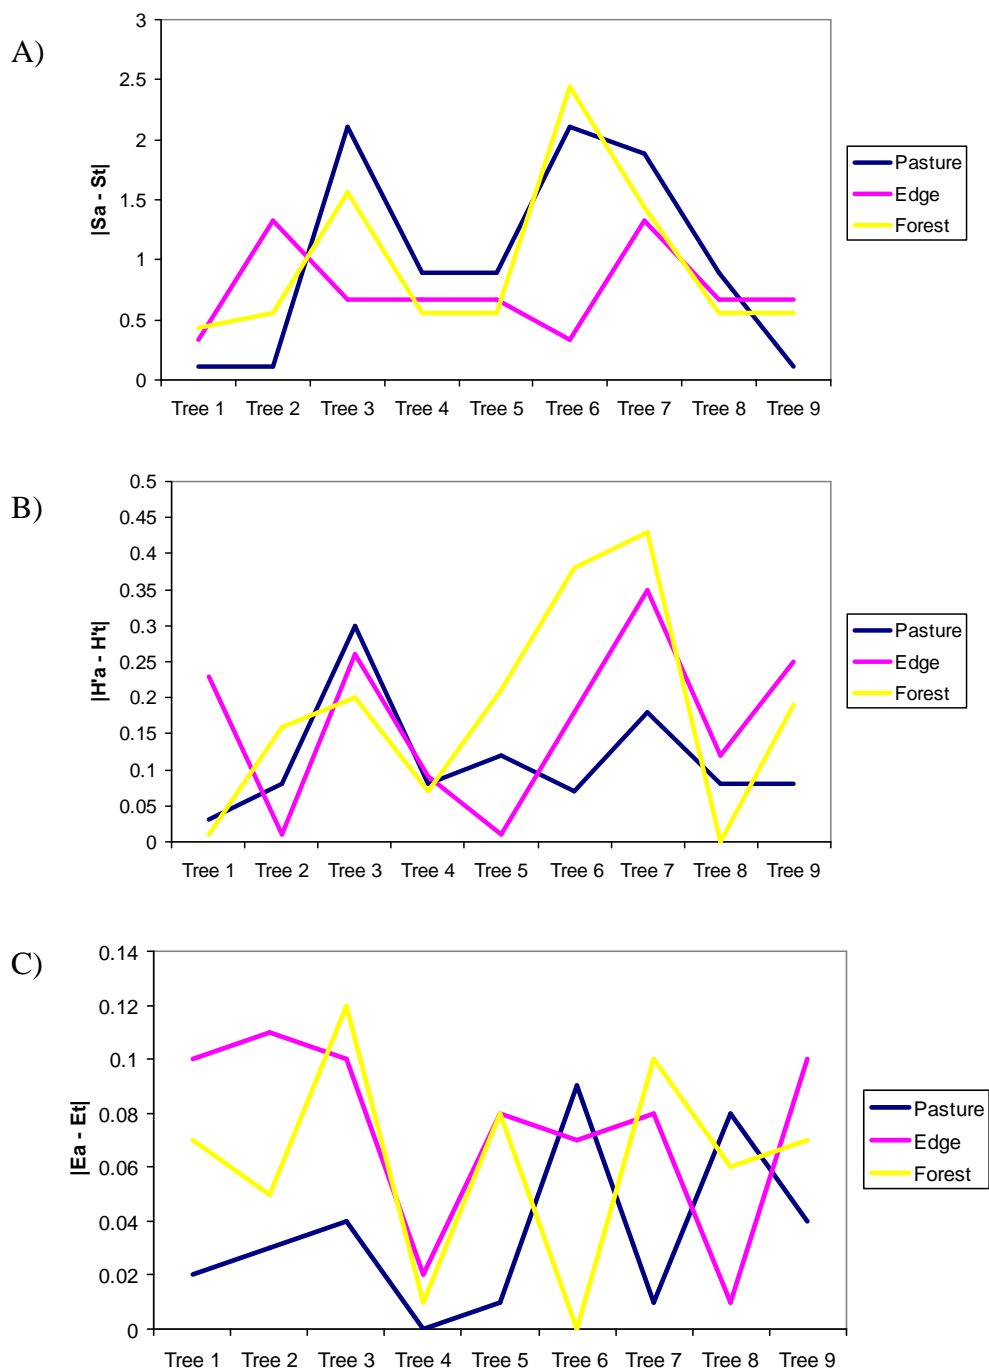 A)
|Sa - St|
3
2.5
2
1.5
1
0.5
0
Tree 1 Tree 2 Tree 3 Tree 4 Tree 5 Tree 6 Tree 7 Tree 8 Tree 9
Pasture
Edge
Forest
B)
|H'a - H't|
0.5
0.45
0.4
0.35
0.3
0.25
0.2
0.15
0.1
0.05
0
Tree 1 Tree 2 Tree 3 Tree 4 Tree 5 Tree 6 Tree 7 Tree 8 Tree 9
Pasture
Edge
Forest
C)
|Ea - Et|
0.14
0.12
0.1
0.08
0.06
0.04
0.02
0
Tree 1 Tree 2 Tree 3 Tree 4 Tree 5 Tree 6 Tree 7 Tree 8 Tree 9
Pasture
Edge
Forest